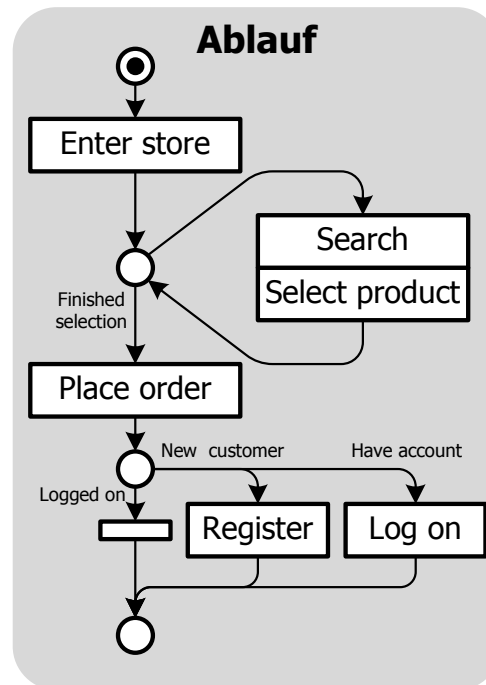 Ablauf
Enter store
Search
Select product
Finished
selection
Place order
New customer
Have account
Logged on
Register
Log on